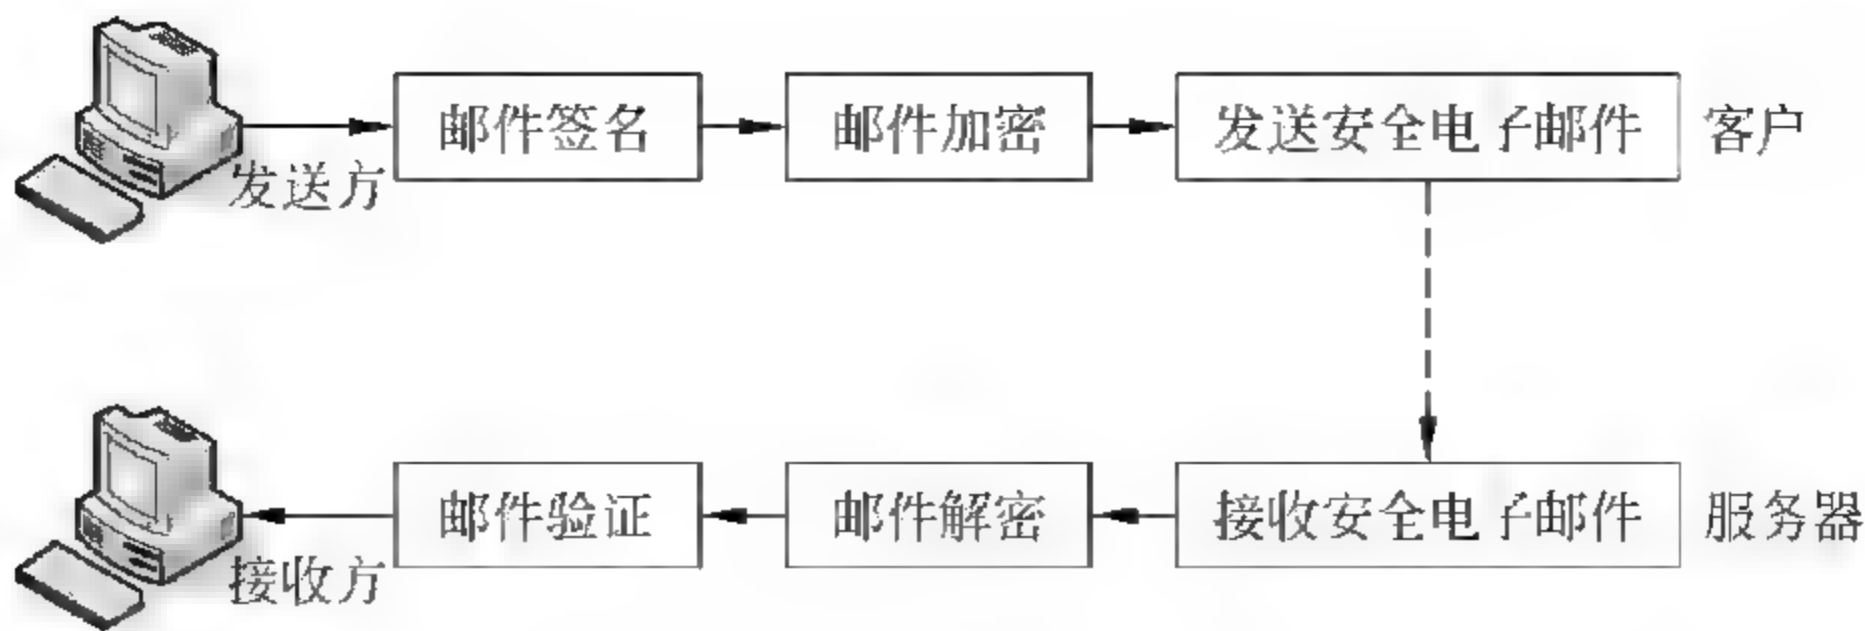 邮件签名
邮件加密
发送安全电子邮件
客户
发送方
邮件验证
邮件解密
接收安全电子邮件
服务器
接收方